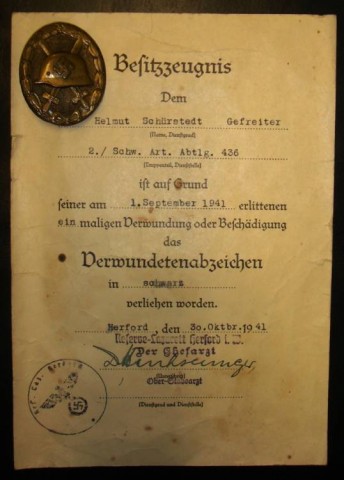 Besitzzeugnis
Dem
Helmut Schürstedt Gefreiter
(Name, Dienstgrad)
2./ Schw. Art. Abtlg. 436
(Truppenteil, Dienststelle)
ist auf Grund
seiner am 1.September 1941 erlittenen
ein maligen Verwundung oder Beschädigung
das
Verwundetenabzeichen
in schwarz
verliehen worden.
Herford, den 30.Oktbr.1941
Reserve-Lazarett Herford i. W.
Der Chefarzt
(Unterschrift)
Ober-Stabsarzt
(Dienstgrad und Dienststelle)